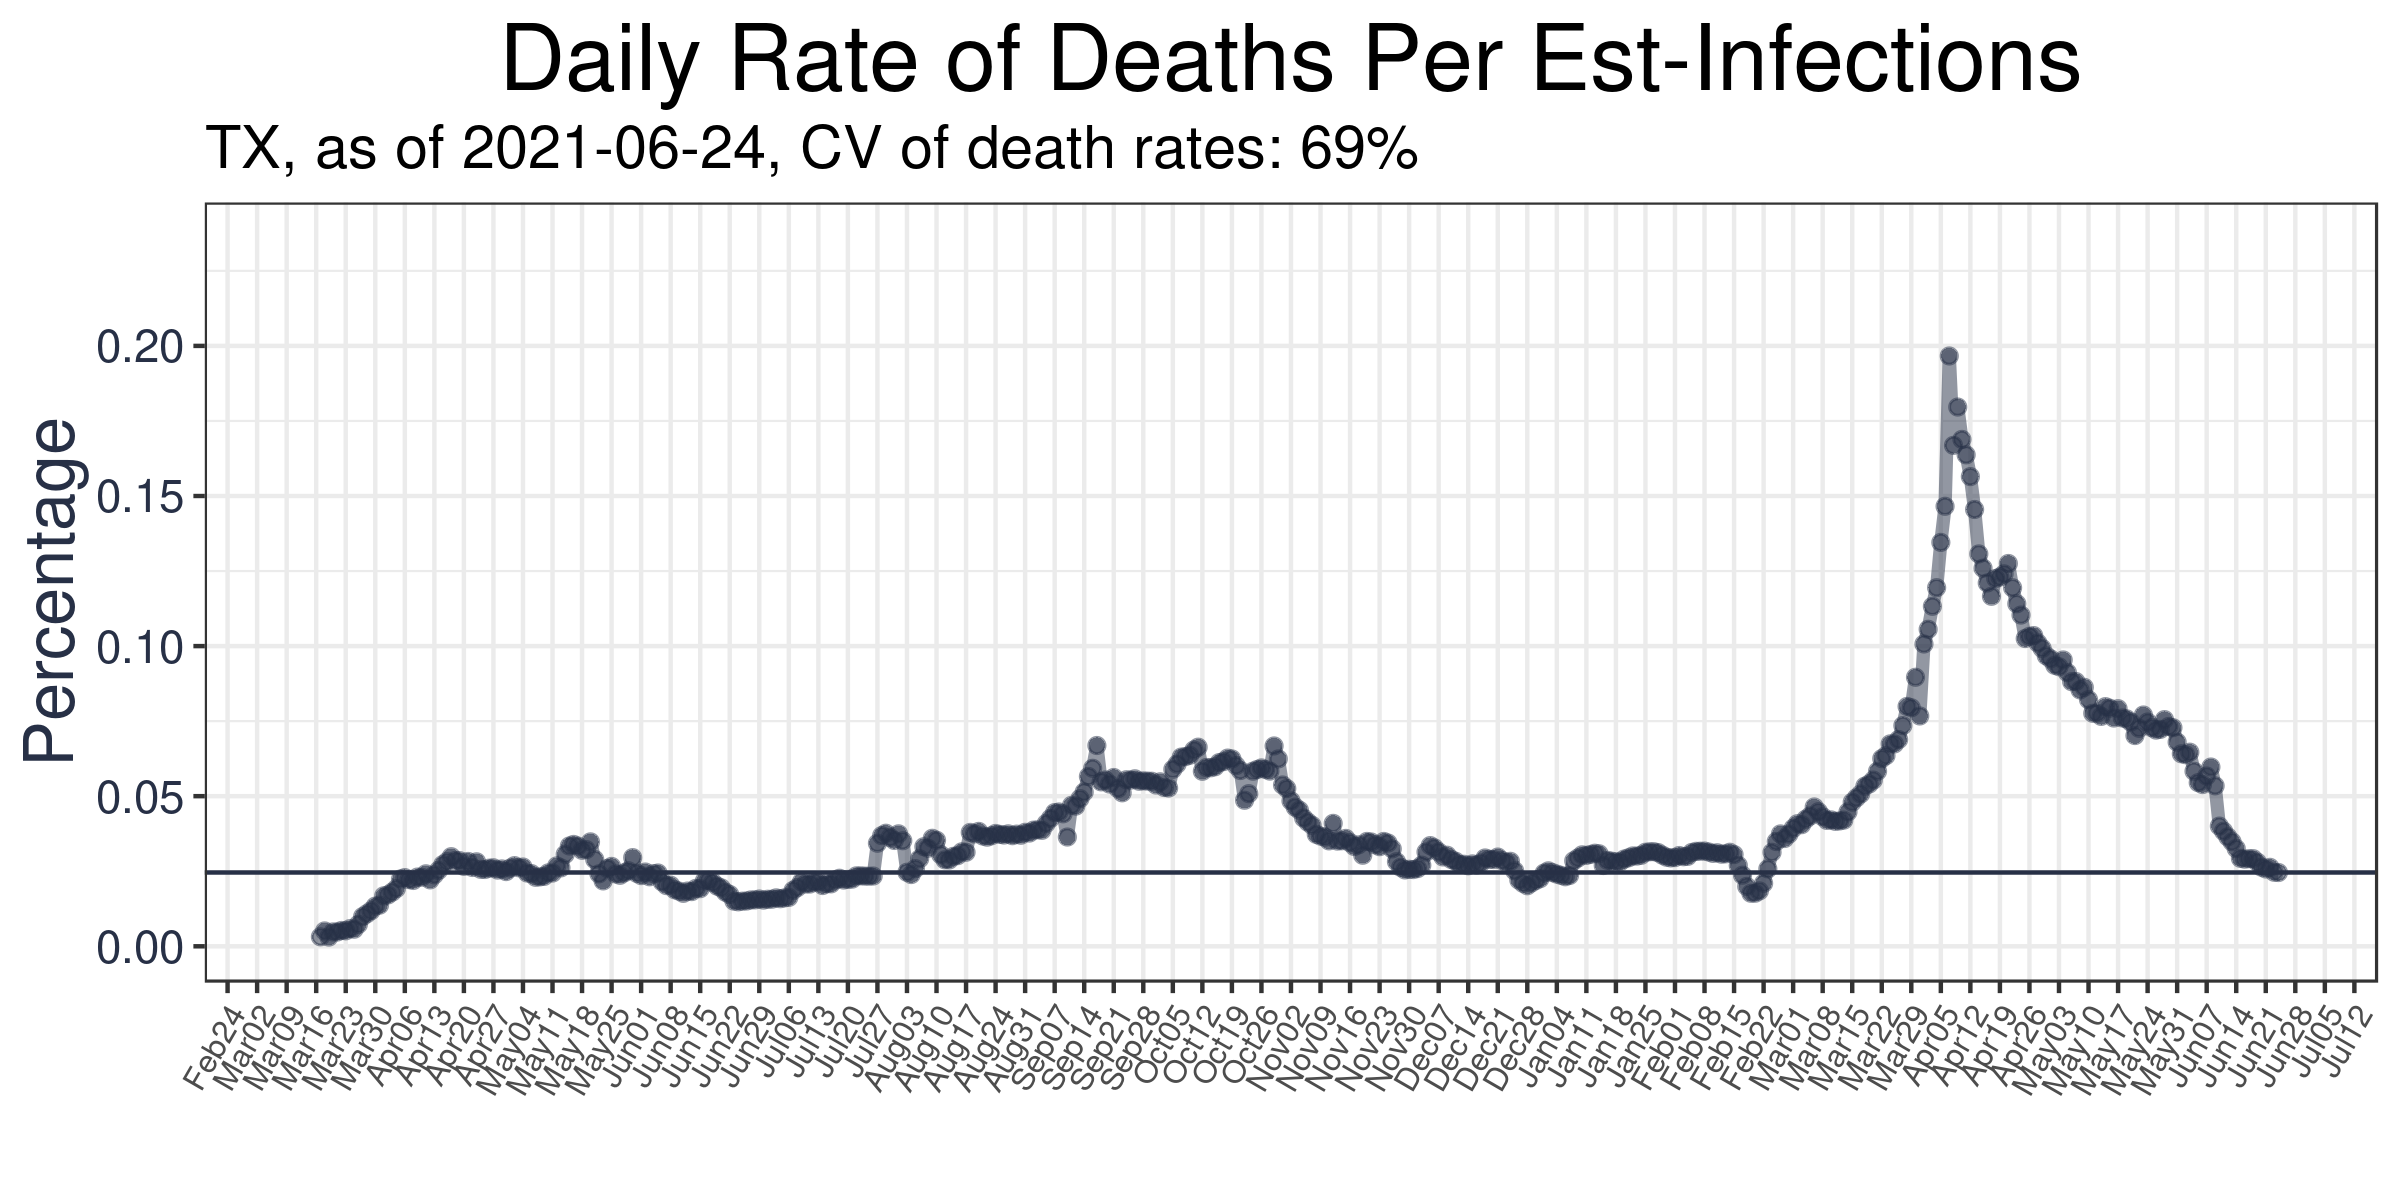 Daily Rate of Deaths Per Est-Infections
TX, as of 2021-06-24, CV of death rates: 69%
Percentage
0.20
0.15
0.10
0.05
0.00
Feb24
Mar02
Mar09
Mar16
Mar23
Mar30
Apr06
Apr13
Apr20
Apr27
May04
May11
May18
May25
Jun01
Jun08
Jun15
Jun22
Jun29
Jul06
Jul13
Jul20
Jul27
Aug03
Aug10
Aug17
Aug24
Aug31
Sep07
Sep14
Sep21
Sep28
Oct05
Oct12
Oct19
Oct26
Nov02
Nov09
Nov16
Nov23
Nov30
Dec07
Dec14
Dec21
Dec28
Jan04
Jan11
Jan18
Jan25
Feb01
Feb08
Feb15
Feb22
Mar01
Mar08
Mar15
Mar22
Mar29
Apr05
Apr12
Apr19
Apr26
May03
May10
May17
May24
May31
Jun07
Jun14
Jun21
Jun28
Jul05
Jul12